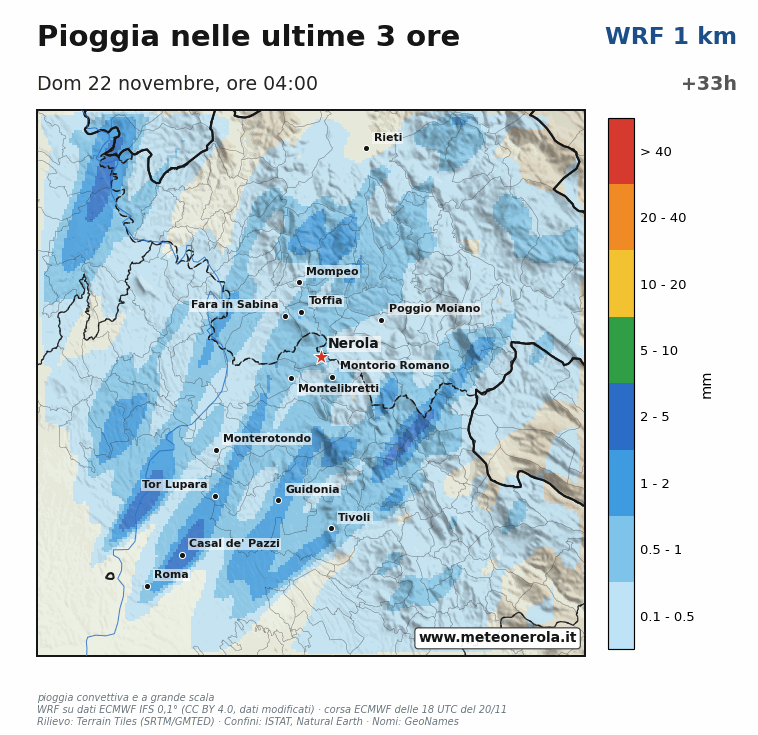 Pioggia nelle ultime 3 ore
WRF 1 km
Dom 22 novembre, ore 04:00
+33h
Rieti
Mompeo
Fara in Sabina
Toffia
Poggio Moiano
Nerola
Montorio Romano
Montelibretti
Monterotondo
Tor Lupara
Guidonia
Tivoli
Casal de' Pazzi
Roma
www.meteonerola.it
> 40
20 - 40
10 - 20
5 - 10
2 - 5
1 - 2
0.5 - 1
0.1 - 0.5
mm
pioggia convettiva e a grande scala
WRF su dati ECMWF IFS 0,1° (CC BY 4.0, dati modificati) · corsa ECMWF delle 18 UTC del 20/11
Rilievo: Terrain Tiles (SRTM/GMTED) · Confini: ISTAT, Natural Earth · Nomi: GeoNames